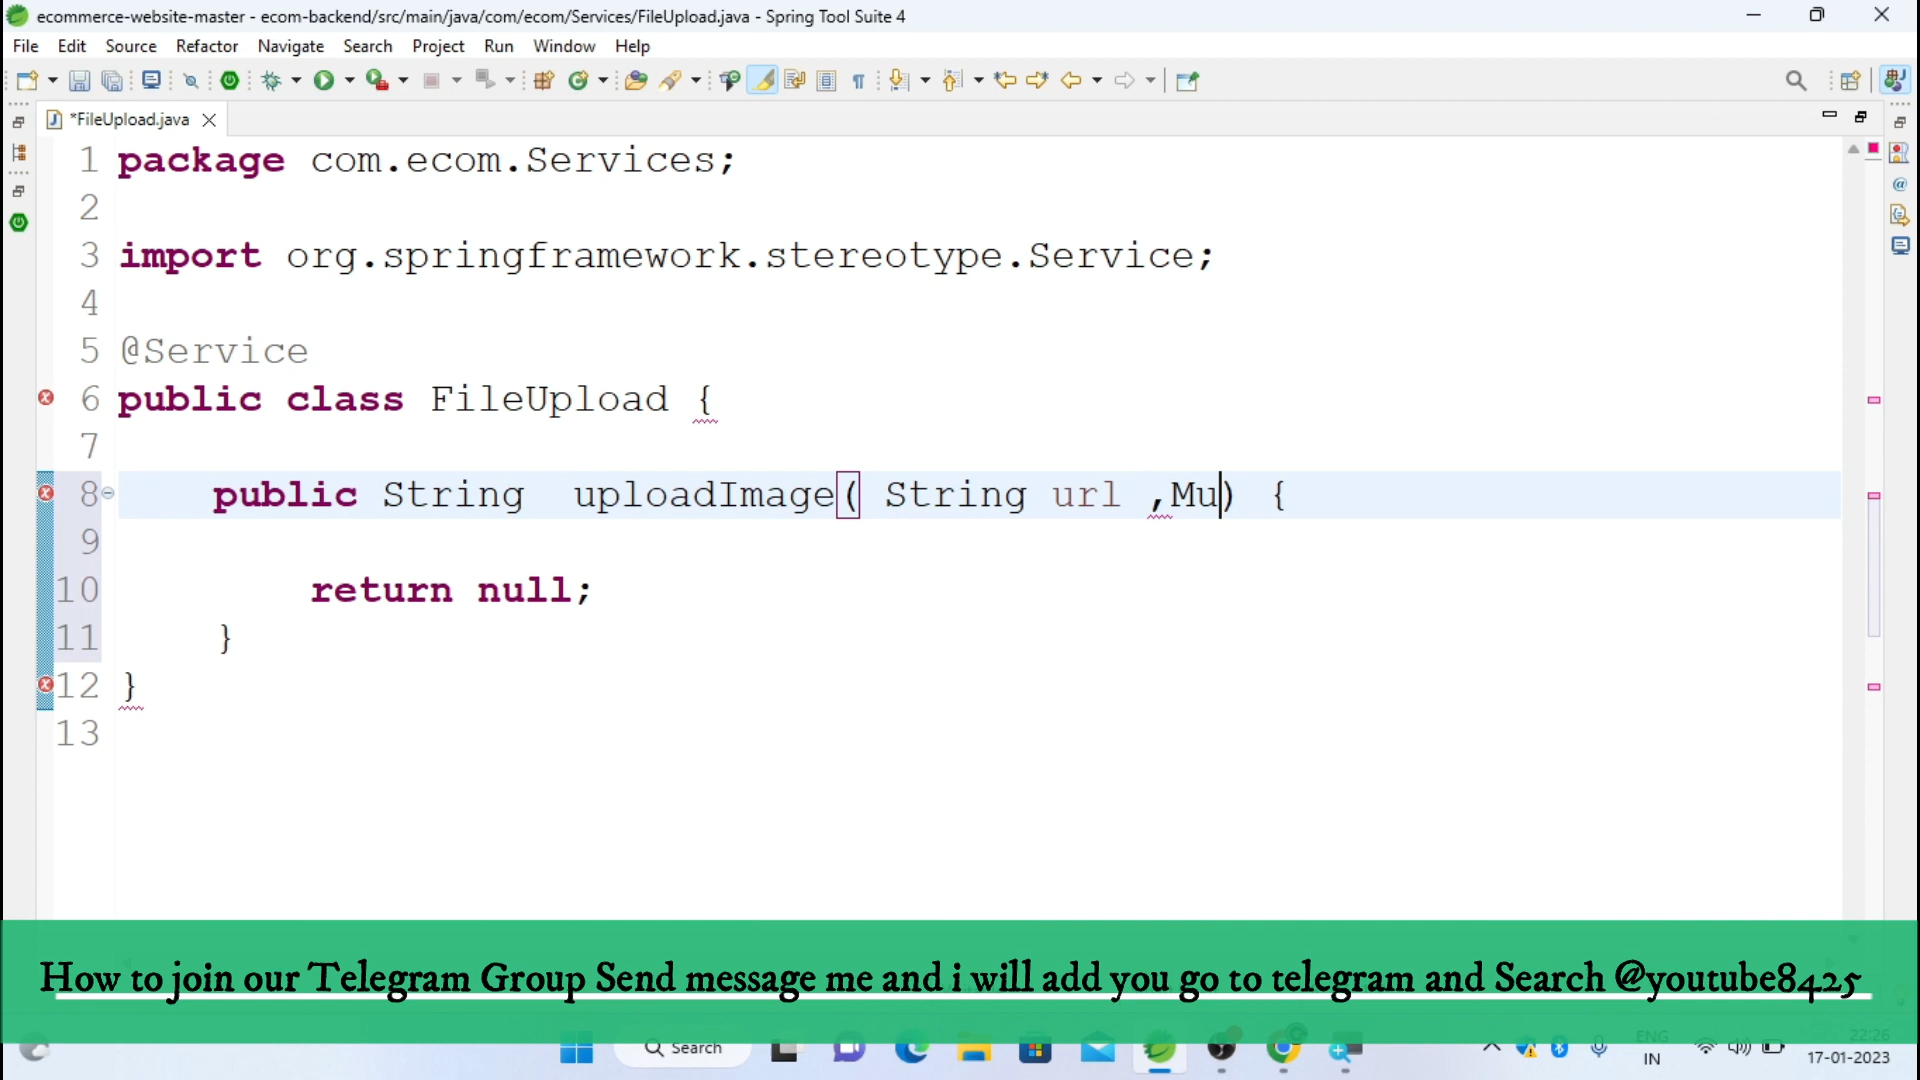 ecommerce-website-master - ecom-backend/src/main/java/com/ecom/Services/FileUpload.java - Spring Tool Suite 4
File Edit Source Refactor Navigate Search Project Run Window Help
*FileUpload.java
1 package com.ecom.Services;
2
3 import org.springframework.stereotype.Service;
4
5 @Service
6 public class FileUpload {
7
8 public String uploadImage( String url ,Mu) {
9
10 return null;
11 }
12 }
13
How to join our Telegram Group Send message me and i will add you go to telegram and Search @youtube8425
Search
ENG
IN
22:26
17-01-2023